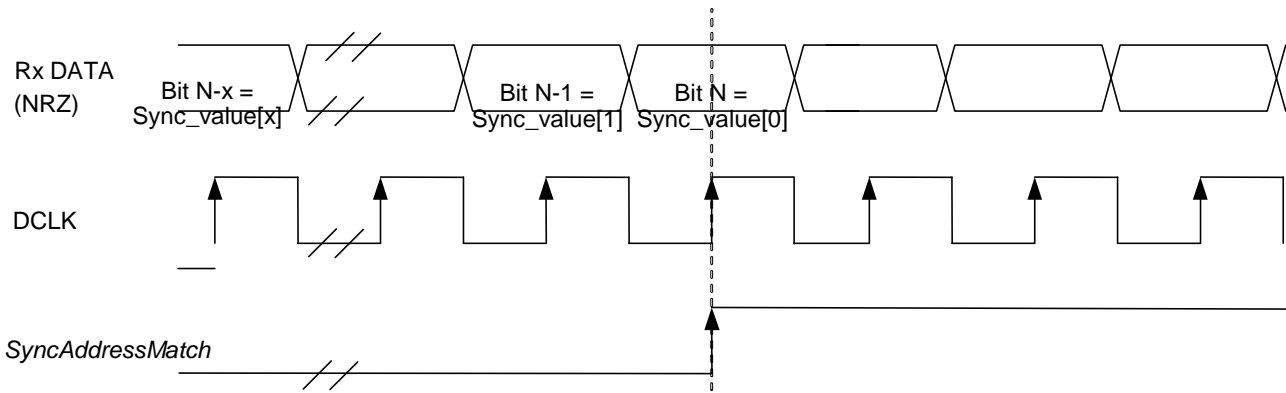 Rx DATA
(NRZ)
Bit N-x =
Sync_value[x]
Bit N-1 =
Sync_value[1]
Bit N =
Sync_value[0]
DCLK
SyncAddressMatch